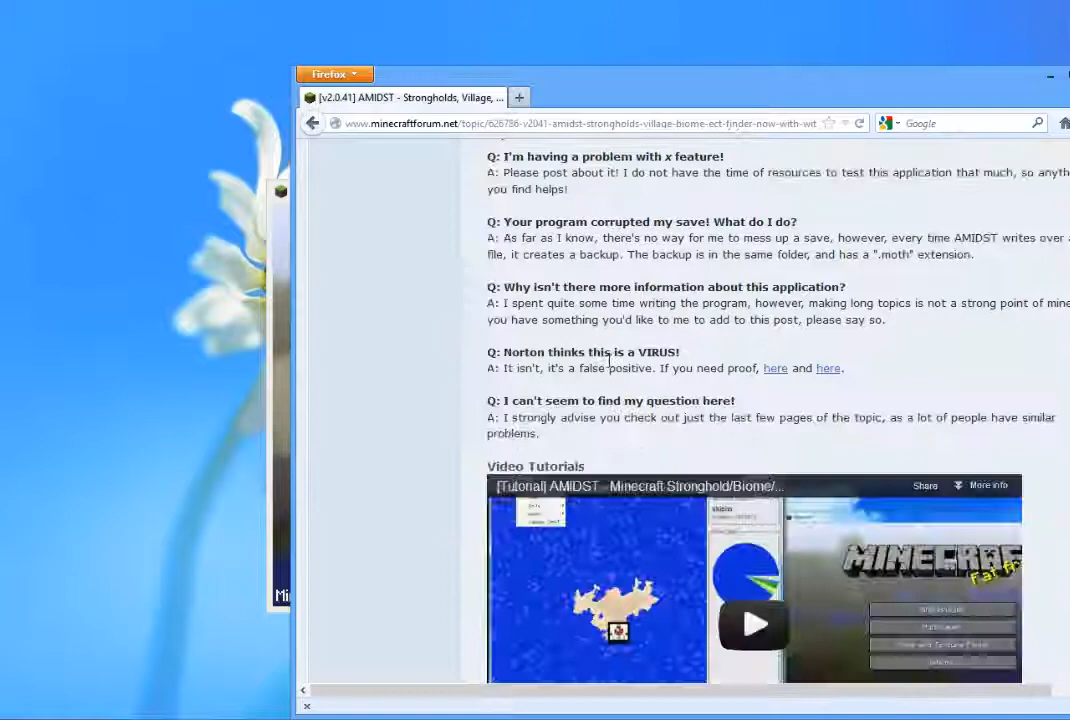 Firefox
[v2.0.41] AMIDST - Strongholds, Village, ...
www.minecraftforum.net/topic/626786-v2041-amidst-strongholds-village-biome-ect-finder-now-with-wit
Google
Q: I'm having a problem with x feature!
A: Please post about it! I do not have the time of resources to test this application that much, so anyth
you find helps!
Q: Your program corrupted my save! What do I do?
A: As far as I know, there's no way for me to mess up a save, however, every time AMIDST writes over a
file, it creates a backup. The backup is in the same folder, and has a ".moth" extension.
Q: Why isn't there more information about this application?
A: I spent quite some time writing the program, however, making long topics is not a strong point of mine
you have something you'd like to me to add to this post, please say so.
Q: Norton thinks this is a VIRUS!
A: It isn't, it's a false positive. If you need proof, here and here.
Q: I can't seem to find my question here!
A: I strongly advise you check out just the last few pages of the topic, as a lot of people have similar
problems.
Video Tutorials
[Tutorial] AMIDST - Minecraft Stronghold/Biome/...
Share
More info
MINECRAF
Mi